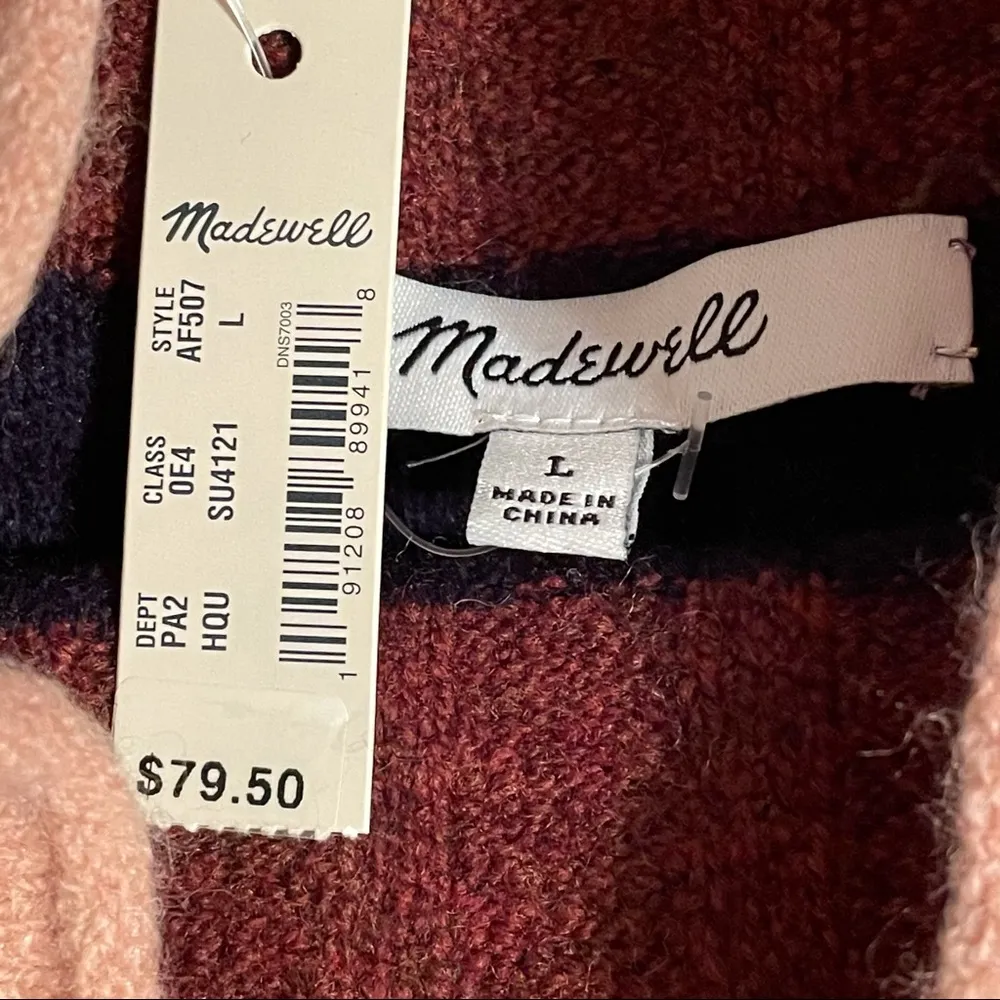 Madewell
STYLE
AF507
L
CLASS
0E4
SU4121
DEPT
PA2
HQU
DNS7003
1 91208 89941 8
$79.50
Madewell
L
MADE IN
CHINA